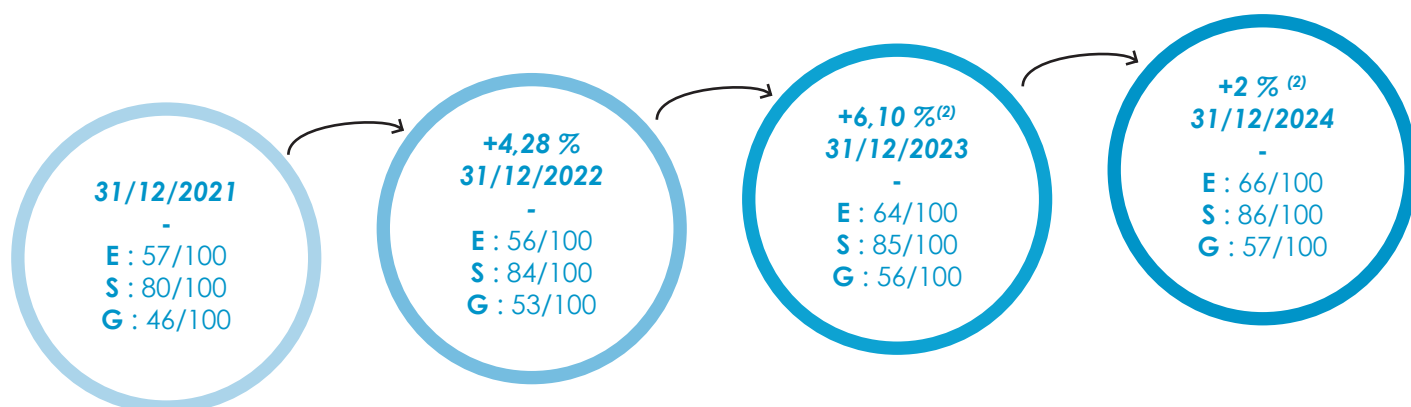 31/12/2021
-
E : 57/100
S : 80/100
G : 46/100
+4,28 %
31/12/2022
-
E : 56/100
S : 84/100
G : 53/100
+6,10 %(2)
31/12/2023
-
E : 64/100
S : 85/100
G : 56/100
+2 % (2)
31/12/2024
-
E : 66/100
S : 86/100
G : 57/100